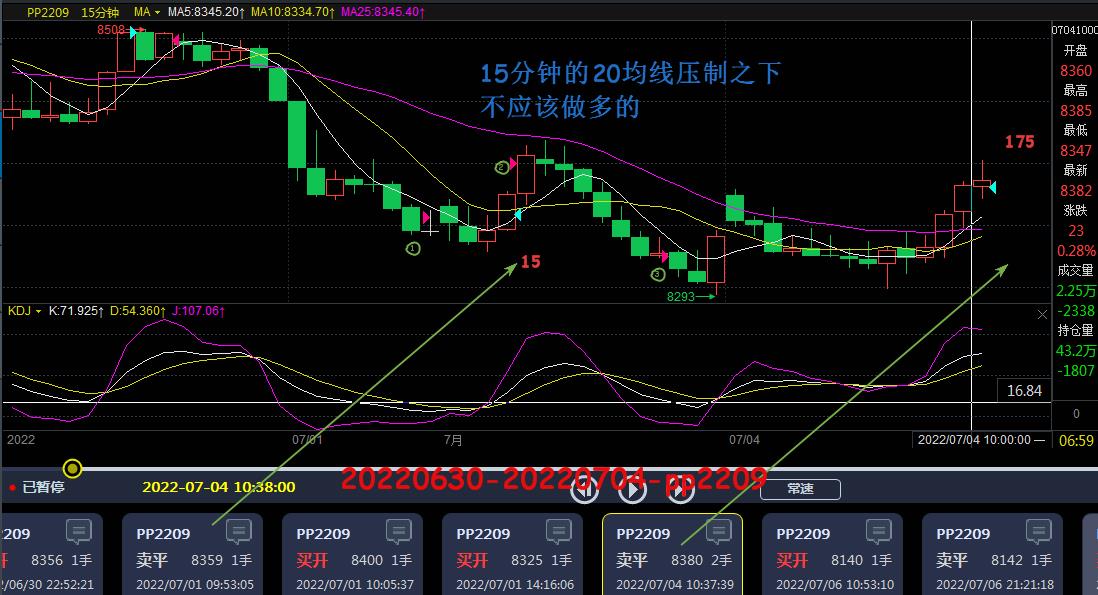 PP2209 15分钟 MA MA5:8345.20↑ MA10:8334.70↑ MA25:8345.40↑
8508
07041000
开盘
8360
最高
8385
最低
8347
最新
8382
涨跌
23
0.28%
成交量
2.25万
-2338
持仓量
43.2万
-1807
0
15分钟的20均线压制之下
不应该做多的
175
①
②
③
15
8293
KDJ K:71.925↑ D:54.360↑ J:107.06↑
16.84
2022 07/01 7月 07/04 2022/07/04 10:00:00 一 06:59
已暂停 2022-07-04 10:38:00 20220630-20220704-pp2209 常速
2209
开 8356 1手
/06/30 22:52:21
PP2209
卖平 8359 1手
2022/07/01 09:53:05
PP2209
买开 8400 1手
2022/07/01 10:05:37
PP2209
买开 8325 1手
2022/07/01 14:16:06
PP2209
卖平 8380 2手
2022/07/04 10:37:39
PP2209
买开 8140 1手
2022/07/06 10:53:10
PP2209
卖平 8142 1手
2022/07/06 21:21:18